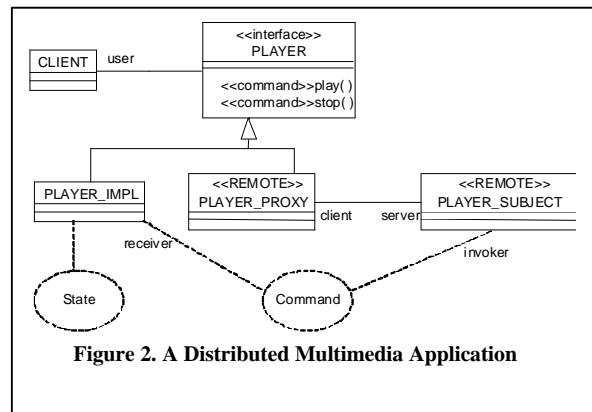 <<interface>>
PLAYER
CLIENT
user
<<command>>play( )
<<command>>stop( )
PLAYER_IMPL
<<REMOTE>>
PLAYER_PROXY
<<REMOTE>>
PLAYER_SUBJECT
client
server
receiver
invoker
State
Command
Figure 2. A Distributed Multimedia Application